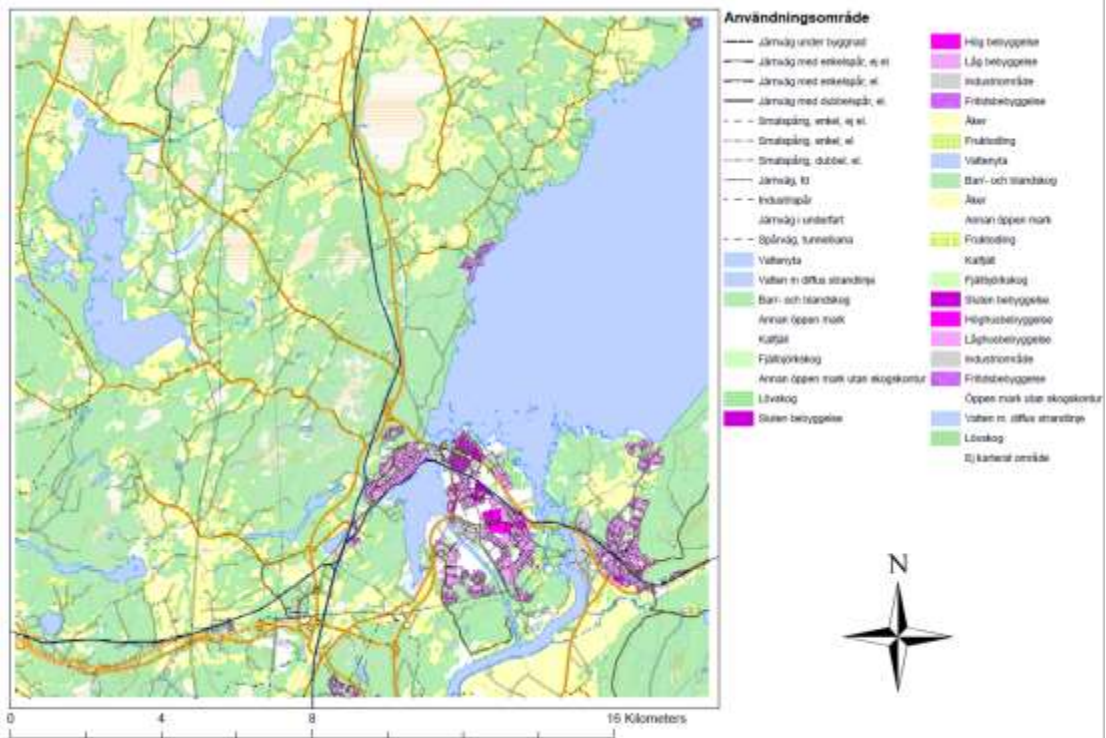 Användningsområde
Järnväg under byggnad
Järnväg med enkelspår, ej el
Järnväg med enkelspår, el.
Järnväg med dubbelspår, el.
Smalspårig, enkel, ej el.
Smalspårig, enkel, el
Smalspårig, dubbel, el.
Järnväg,
Industrispår
Järnväg i underfart
Spårväg, tunnelbana
Vattenyta
Vatten m diffus strandlinje
Barr- och blandskog
Annan öppen mark
Kalfjäll
Fjällbjörkskog
Annan öppen mark utan skogskontur
Lövskog
Sluten bebyggelse
Hög bebyggelse
Låg bebyggelse
Industriområde
Fritidsbebyggelse
Åker
Fruktodling
Vattenyta
Barr- och blandskog
Åker
Annan öppen mark
Fruktodling
Kalfjäll
Fjällbjörkskog
Sluten bebyggelse
Höghusbebyggelse
Låghusbebyggelse
Industriområde
Fritidsbebyggelse
Öppen mark utan skogskontur
Vatten m. diffus strandlinje
Lövskog
Ej karterat område
N
0 4 8 16 Kilometers